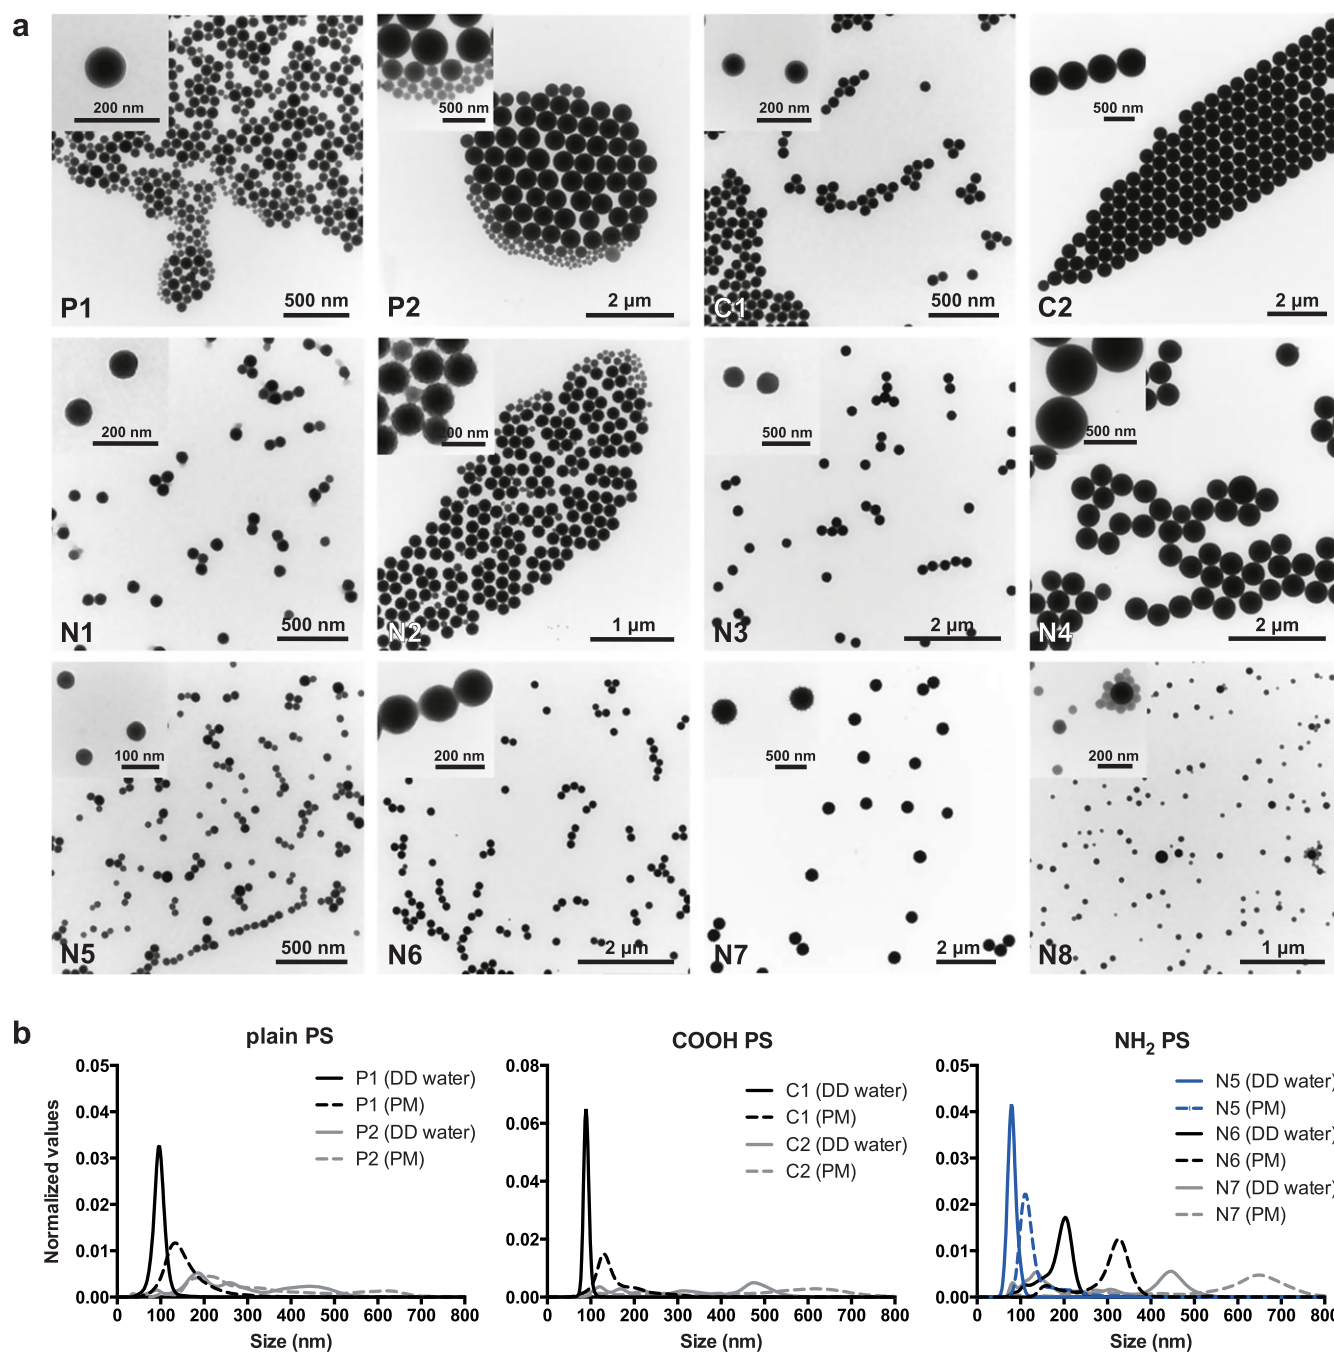 a
200 nm
500 nm
P1
500 nm
2 µm
P2
200 nm
500 nm
C1
500 nm
2 µm
C2
200 nm
500 nm
N1
200 nm
1 µm
N2
500 nm
2 µm
N3
500 nm
2 µm
N4
100 nm
500 nm
N5
200 nm
2 µm
N6
500 nm
2 µm
N7
200 nm
1 µm
N8
b
plain PS
Normalized values
0.05
0.04
0.03
0.02
0.01
0.00
0 100 200 300 400 500 600 700 800
Size (nm)
P1 (DD water)
P1 (PM)
P2 (DD water)
P2 (PM)
COOH PS
0.08
0.06
0.04
0.02
0.00
0 100 200 300 400 500 600 700 800
Size (nm)
C1 (DD water)
C1 (PM)
C2 (DD water)
C2 (PM)
NH₂ PS
0.05
0.04
0.03
0.02
0.01
0.00
0 100 200 300 400 500 600 700 800
Size (nm)
N5 (DD water)
N5 (PM)
N6 (DD water)
N6 (PM)
N7 (DD water)
N7 (PM)